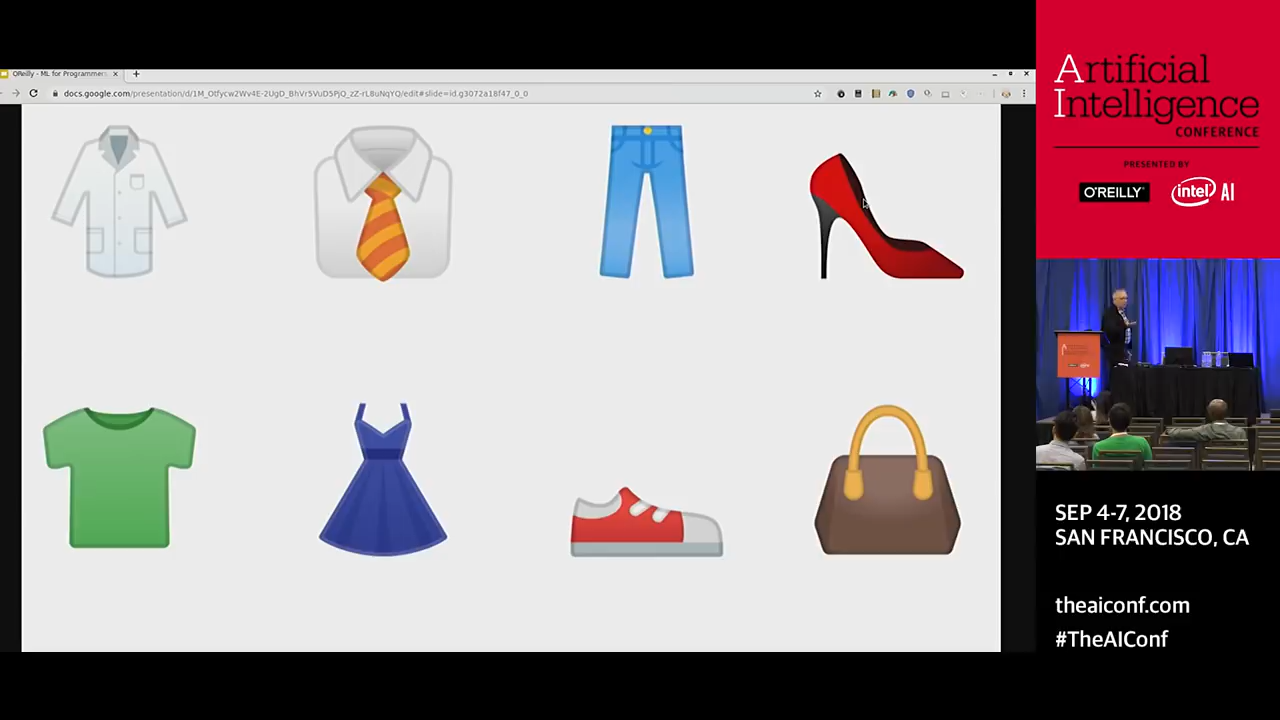 OReilly - ML for Programmers
docs.google.com/presentation/d/1M_Otfycw2Wv4E-2UgD_BhVr5VuD5PjQ_zZ-rL8uNqYQ/edit#slide=id.g3072a18f47_0_0
Artificial
Intelligence
CONFERENCE
PRESENTED BY
O'REILLY
intel AI
SEP 4-7, 2018
SAN FRANCISCO, CA
theaiconf.com
#TheAIConf